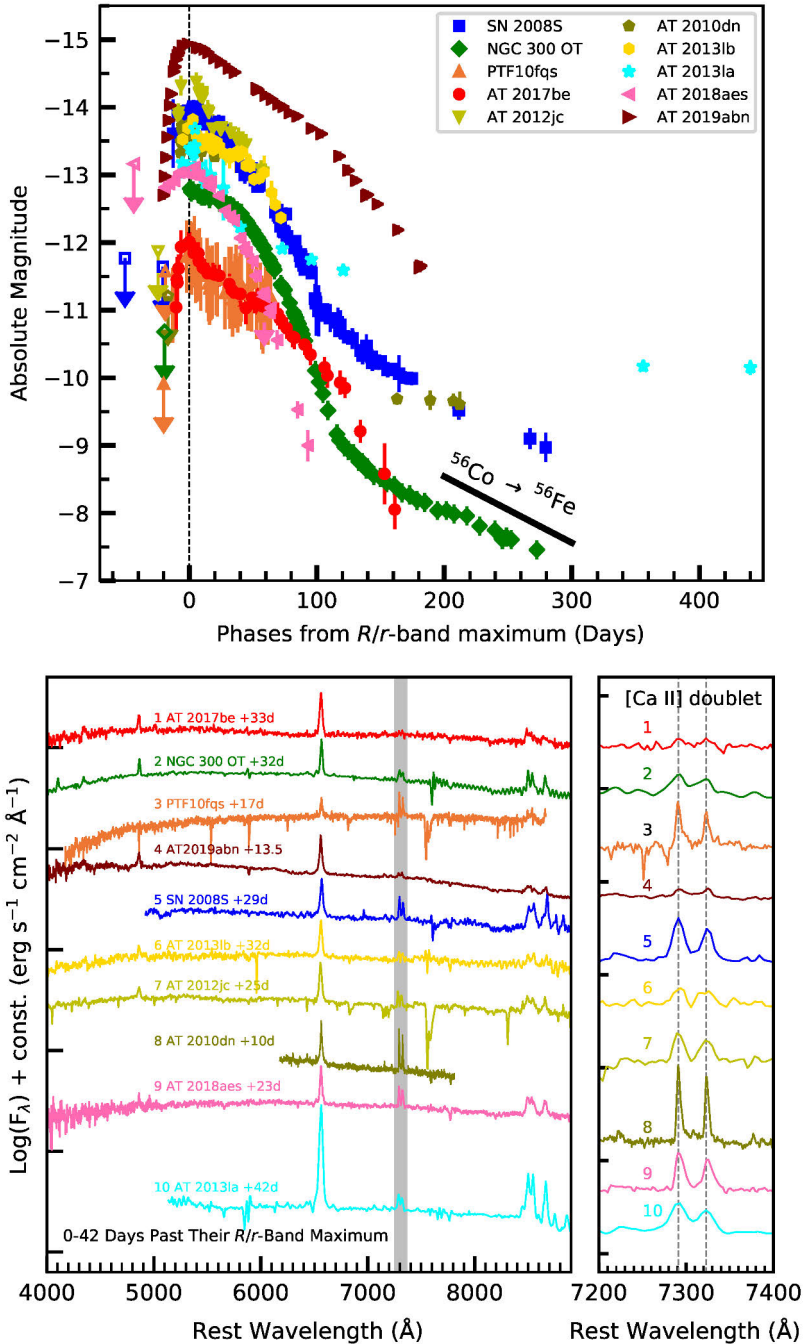 −15
−14
−13
−12
−11
−10
−9
−8
−7
Absolute Magnitude
SN 2008S
NGC 300 OT
PTF10fqs
AT 2017be
AT 2012jc
AT 2010dn
AT 2013lb
AT 2013la
AT 2018aes
AT 2019abn
⁵⁶Co → ⁵⁶Fe
0 100 200 300 400
Phases from R/r-band maximum (Days)
Log(Fλ) + const. (erg s⁻¹ cm⁻² Å⁻¹)
1 AT 2017be +33d
2 NGC 300 OT +32d
3 PTF10fqs +17d
4 AT2019abn +13.5
5 SN 2008S +29d
6 AT 2013lb +32d
7 AT 2012jc +25d
8 AT 2010dn +10d
9 AT 2018aes +23d
10 AT 2013la +42d
0-42 Days Past Their R/r-Band Maximum
4000 5000 6000 7000 8000
Rest Wavelength (Å)
[Ca II] doublet
1
2
3
4
5
6
7
8
9
10
7200 7300 7400
Rest Wavelength (Å)